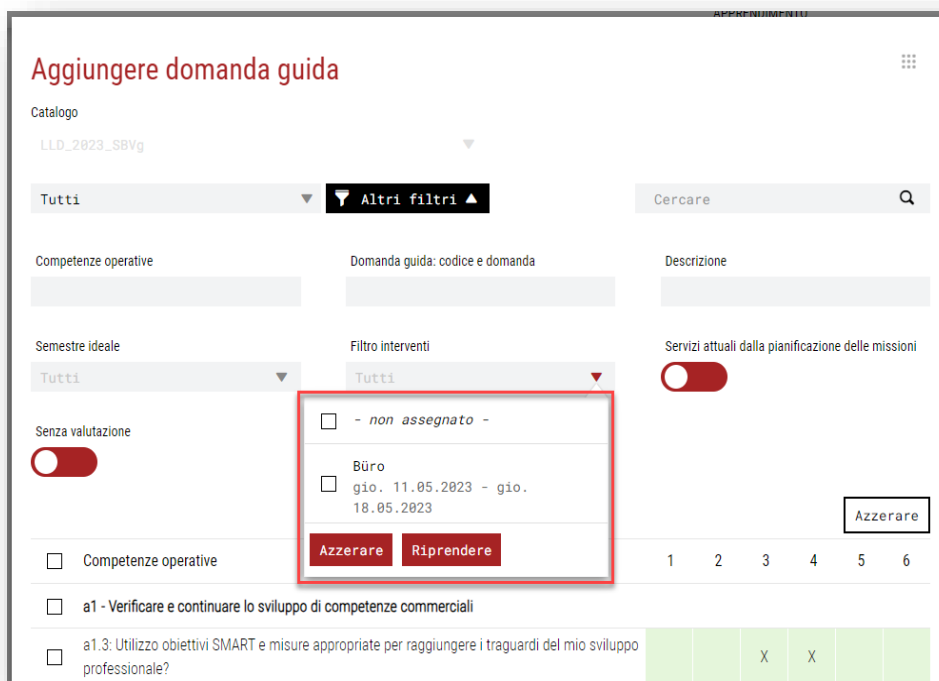 APPRENDIMENTO
Aggiungere domanda guida
Catalogo
LLD_2023_SBVg
Tutti
Altri filtri
Cercare
Competenze operative
Domanda guida: codice e domanda
Descrizione
Semestre ideale
Filtro interventi
Servizi attuali dalla pianificazione delle missioni
Tutti
Tutti
- non assegnato -
Senza valutazione
Büro
gio. 11.05.2023 - gio.
18.05.2023
Azzerare
Azzerare Riprendere
Competenze operative 1 2 3 4 5 6
a1 - Verificare e continuare lo sviluppo di competenze commerciali
a1.3: Utilizzo obiettivi SMART e misure appropriate per raggiungere i traguardi del mio sviluppo
professionale?
X X